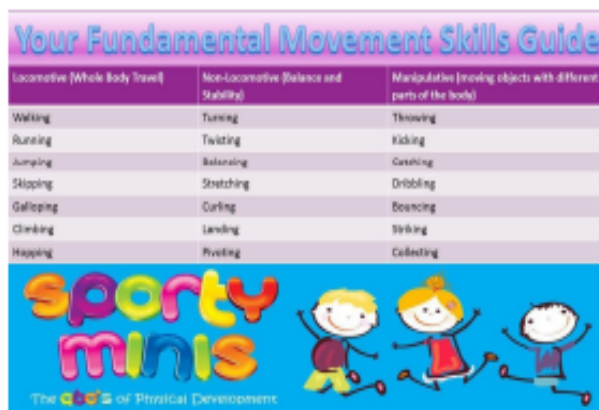 Your Fundamental Movement Skills Guide
Locomotive (Whole Body Travel) Non-Locomotive (Balance and Stability) Manipulative (moving objects with different parts of the body)
Walking Turning Throwing
Running Twisting Kicking
Jumping Balancing Catching
Skipping Stretching Dribbling
Galloping Curling Bouncing
Climbing Landing Striking
Hopping Pivoting Collecting
sporty
minis
The abc's of Physical Development